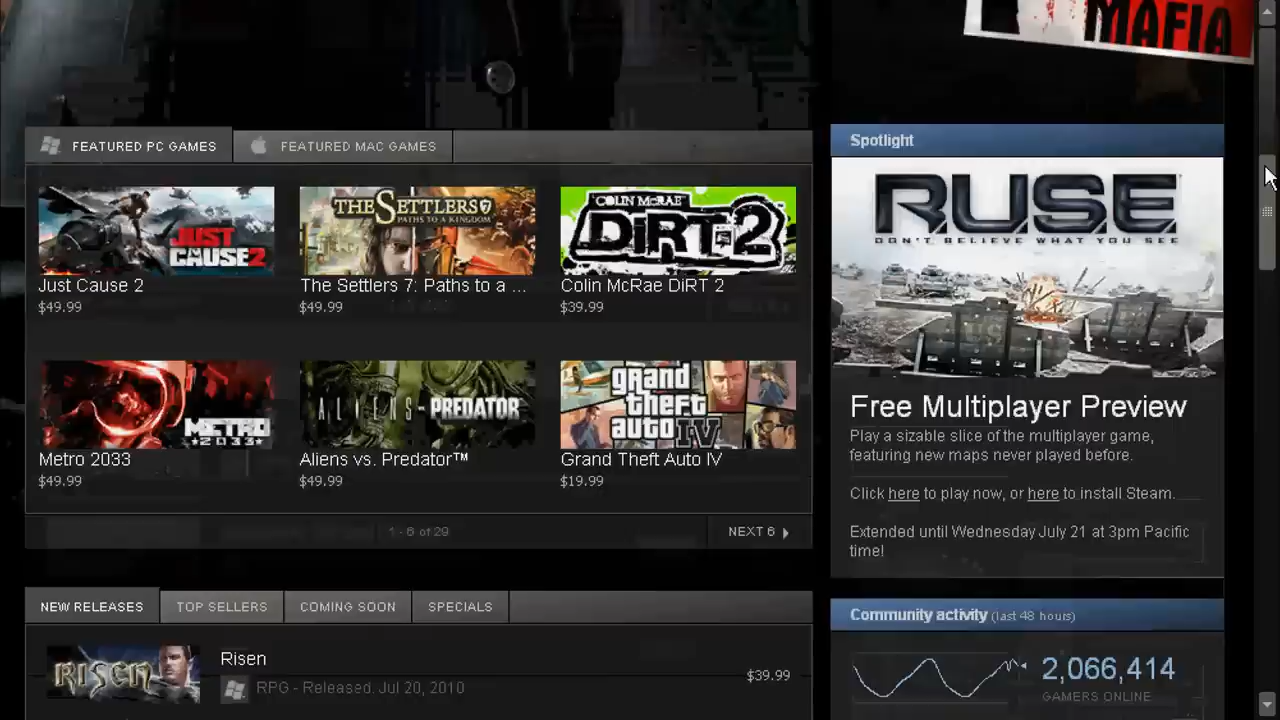 MAFIA
FEATURED PC GAMES
FEATURED MAC GAMES
JUST CAUSE 2
Just Cause 2
$49.99
THE SETTLERS 7
PATHS TO A KINGDOM
The Settlers 7: Paths to a ...
$49.99
COLIN McRAE
DiRT 2
Colin McRae DiRT 2
$39.99
METRO
2033
Metro 2033
$49.99
ALIENS VS PREDATOR
Aliens vs. Predator™
$49.99
grand
theft
auto IV
Grand Theft Auto IV
$19.99
1 - 6 of 29
NEXT 6
NEW RELEASES
TOP SELLERS
COMING SOON
SPECIALS
RISEN
Risen
RPG - Released: Jul 20, 2010
$39.99
Spotlight
R.U.S.E
DON'T BELIEVE WHAT YOU SEE
Free Multiplayer Preview
Play a sizable slice of the multiplayer game,
featuring new maps never played before.
Click here to play now, or here to install Steam.
Extended until Wednesday July 21 at 3pm Pacific
time!
Community activity (last 48 hours)
2,066,414
GAMERS ONLINE